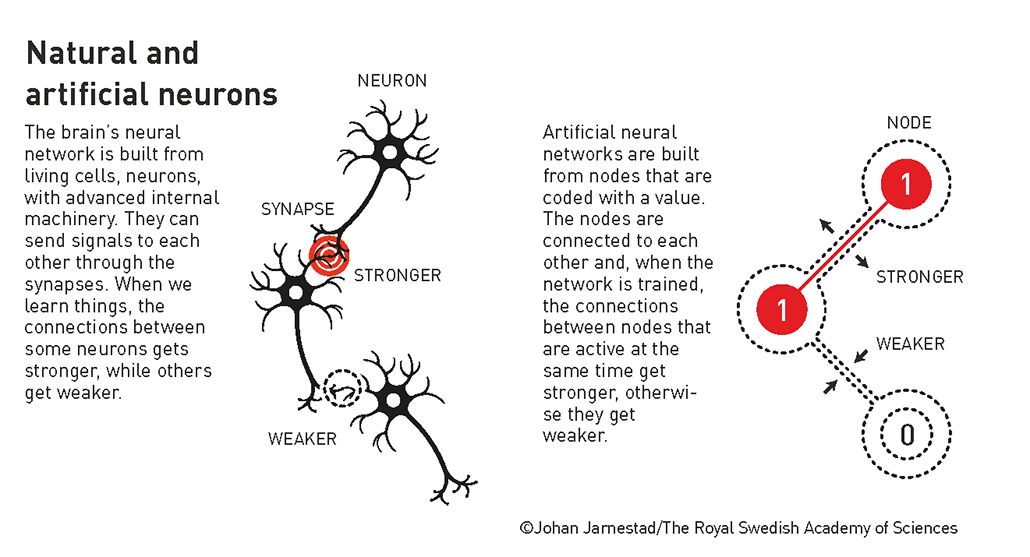 Natural and
artificial neurons
The brain's neural
network is built from
living cells, neurons,
with advanced internal
machinery. They can
send signals to each
other through the
synapses. When we
learn things, the
connections between
some neurons gets
stronger, while others
get weaker.
NEURON
SYNAPSE
STRONGER
WEAKER
Artificial neural
networks are built
from nodes that are
coded with a value.
The nodes are
connected to each
other and, when the
network is trained,
the connections
between nodes that
are active at the
same time get
stronger, otherwi-
se they get
weaker.
NODE
1
STRONGER
1
WEAKER
0
©Johan Jarnestad/The Royal Swedish Academy of Sciences